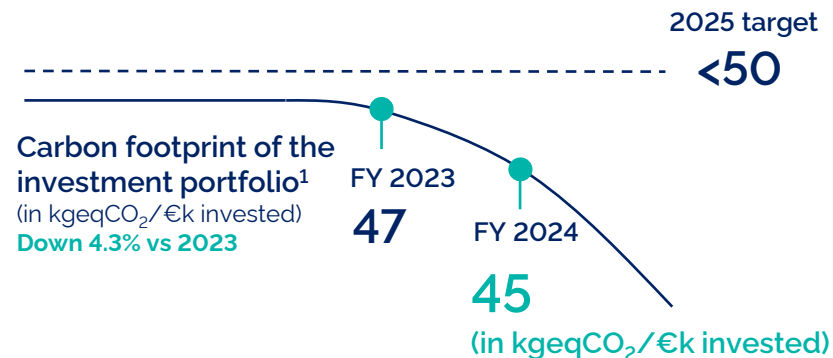 2025 target
<50
Carbon footprint of the
investment portfolio¹
(in kgeqCO₂/€k invested)
Down 4.3% vs 2023
FY 2023
47
FY 2024
45
(in kgeqCO₂/€k invested)